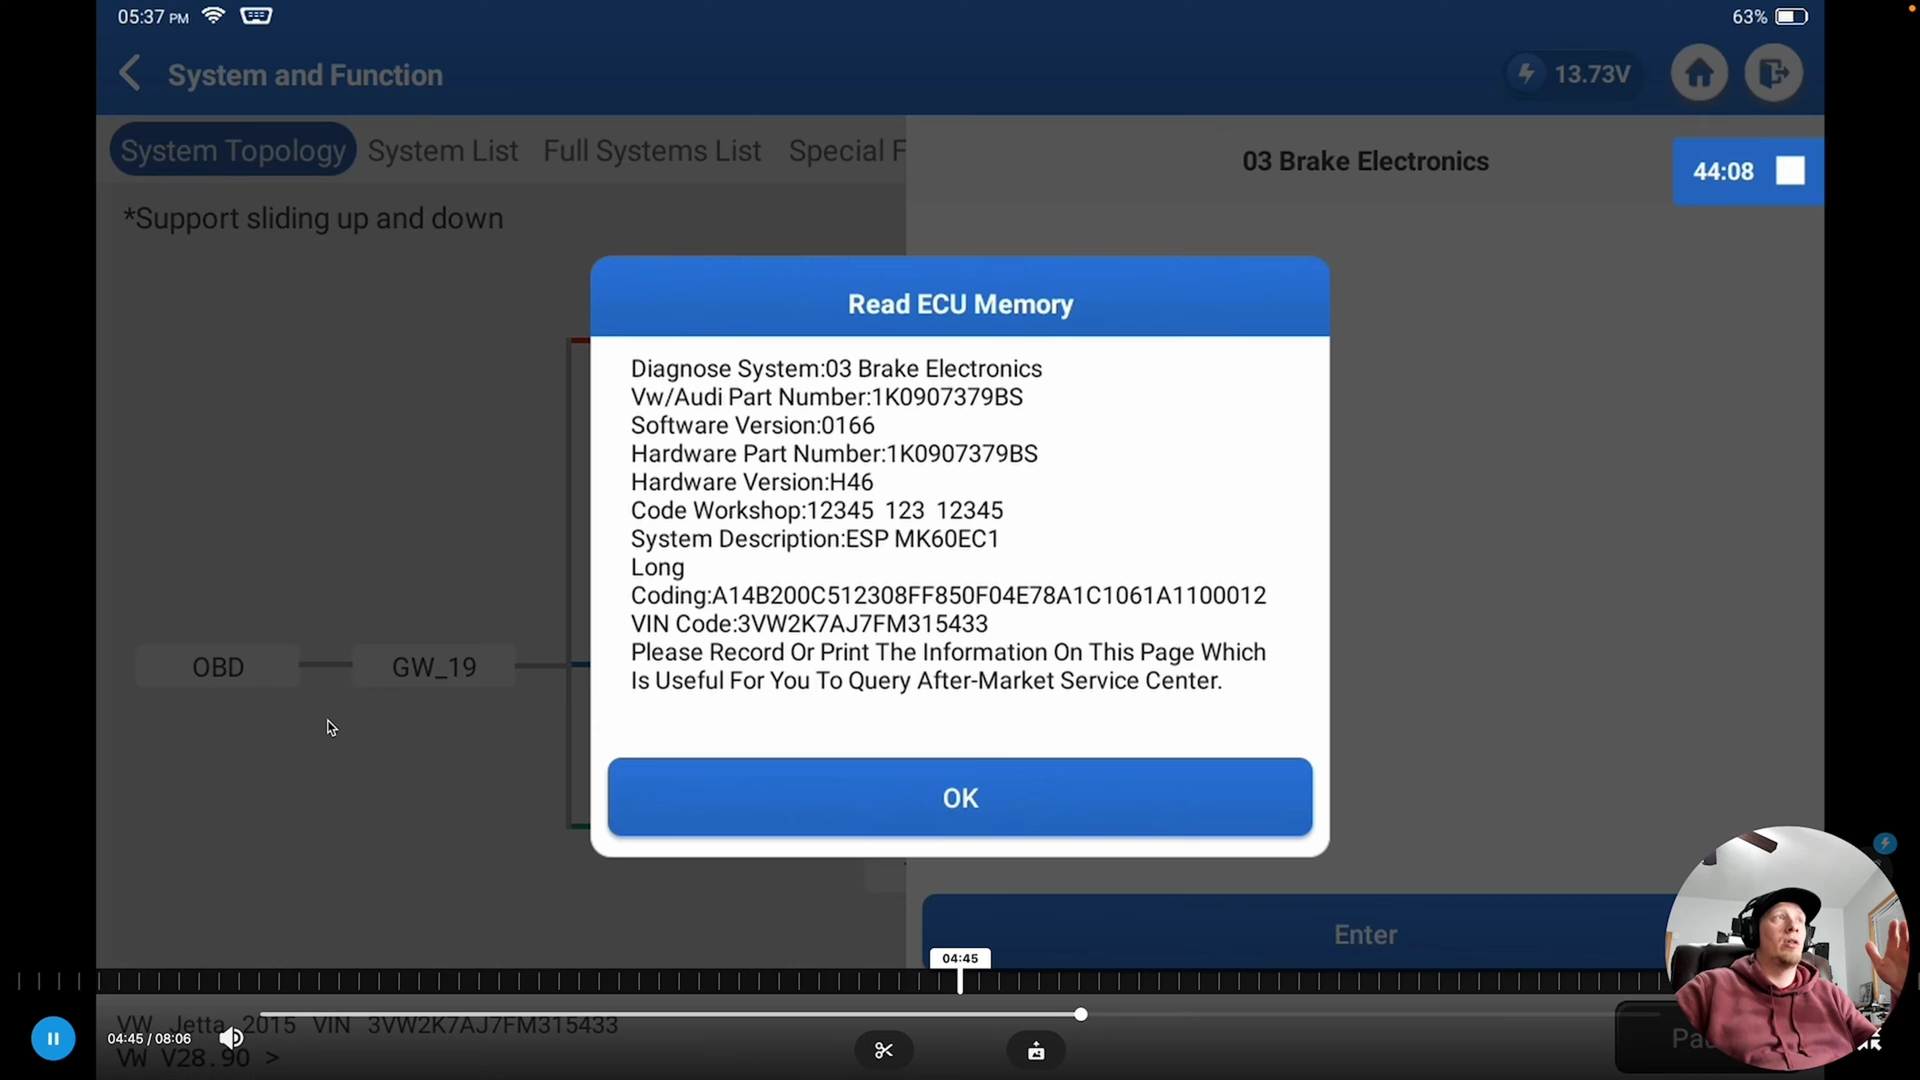 05:37 PM
63%
System and Function
13.73V
System Topology
System List
Full Systems List
Special F
03 Brake Electronics
44:08
*Support sliding up and down
Read ECU Memory
Diagnose System:03 Brake Electronics
Vw/Audi Part Number:1K0907379BS
Software Version:0166
Hardware Part Number:1K0907379BS
Hardware Version:H46
Code Workshop:12345  123  12345
System Description:ESP MK60EC1
Long
Coding:A14B200C512308FF850F04E78A1C1061A1100012
VIN Code:3VW2K7AJ7FM315433
Please Record Or Print The Information On This Page Which
Is Useful For You To Query After-Market Service Center.
OBD
GW_19
OK
Enter
04:45
VW Jetta 2015 VIN 3VW2K7AJ7FM315433
04:45 / 08:06
VW V28.90 >